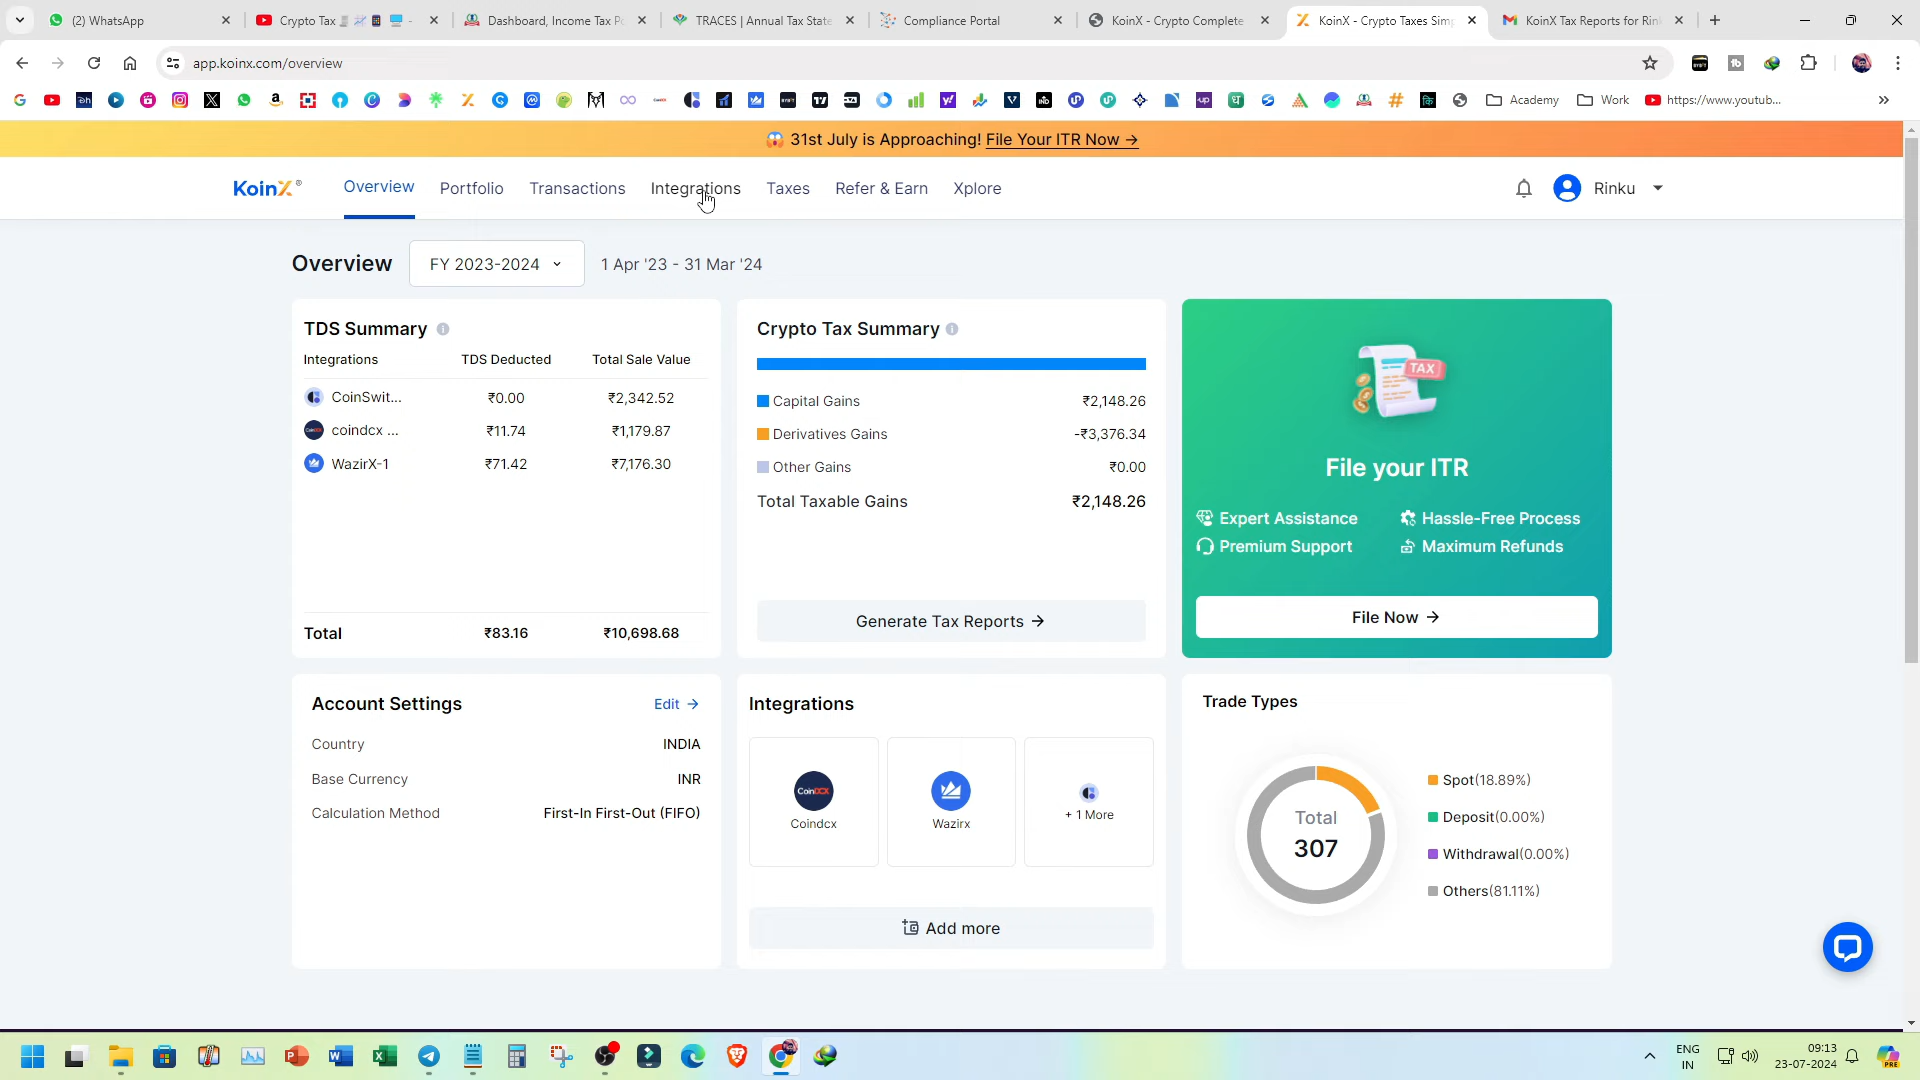 (2) WhatsApp
Crypto Tax
Dashboard, Income Tax Po
TRACES | Annual Tax State
Compliance Portal
KoinX - Crypto Complete
KoinX - Crypto Taxes Sim
KoinX Tax Reports for Rin
app.koinx.com/overview
Academy
Work
https://www.youtub...
31st July is Approaching! File Your ITR Now →
KoinX
Overview
Portfolio
Transactions
Integrations
Taxes
Refer & Earn
Xplore
Rinku
Overview
FY 2023-2024
1 Apr '23 - 31 Mar '24
TDS Summary
Integrations TDS Deducted Total Sale Value
CoinSwit... ₹0.00 ₹2,342.52
coindcx ... ₹11.74 ₹1,179.87
WazirX-1 ₹71.42 ₹7,176.30
Total ₹83.16 ₹10,698.68
Crypto Tax Summary
Capital Gains ₹2,148.26
Derivatives Gains -₹3,376.34
Other Gains ₹0.00
Total Taxable Gains ₹2,148.26
Generate Tax Reports →
TAX
File your ITR
Expert Assistance Hassle-Free Process
Premium Support Maximum Refunds
File Now →
Account Settings Edit →
Country INDIA
Base Currency INR
Calculation Method First-In First-Out (FIFO)
Integrations
CoinDCX
Coindcx
Wazirx
+ 1 More
Add more
Trade Types
Total
307
Spot(18.89%)
Deposit(0.00%)
Withdrawal(0.00%)
Others(81.11%)
ENG
IN
09:13
23-07-2024